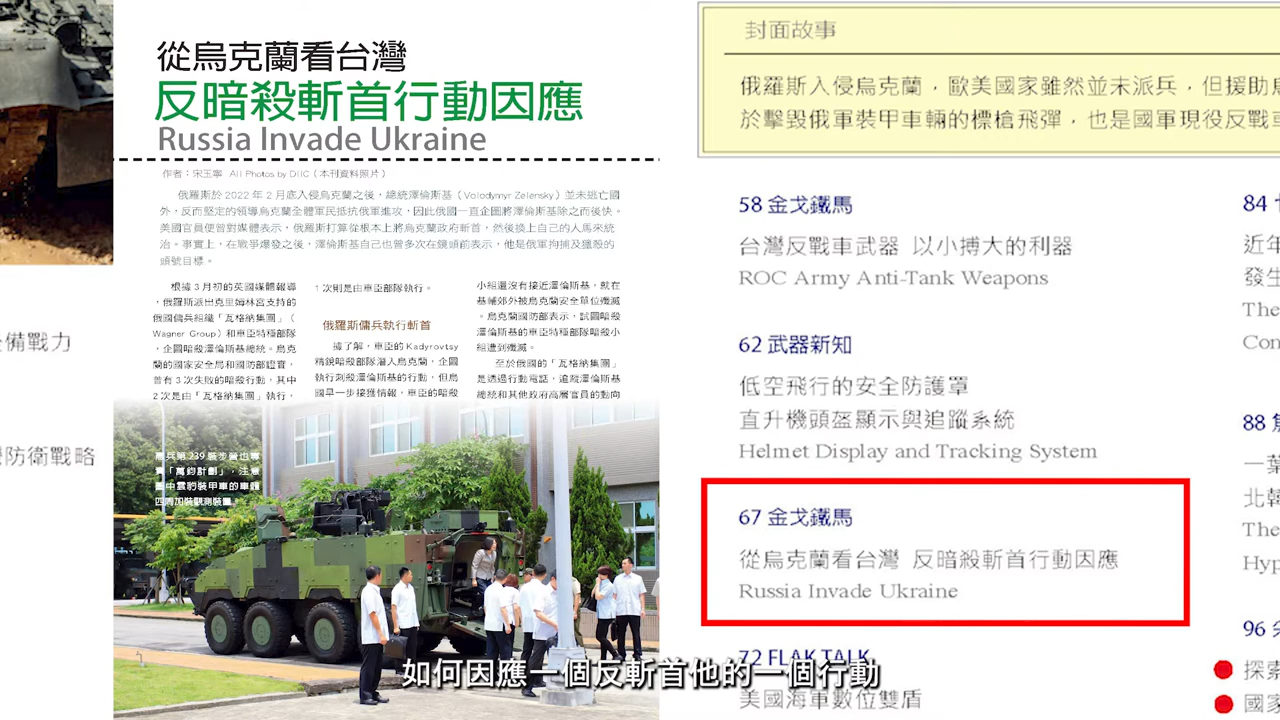 從烏克蘭看台灣
反暗殺斬首行動因應
Russia Invade Ukraine
作者：宋玉寧 All Photos by DIIC（本刊資料照片）
俄羅斯於 2022 年 2 月底入侵烏克蘭之後，總統澤倫斯基（Volodymyr Zelensky）並未逃亡國
外，反而堅定的領導烏克蘭全體軍民抵抗俄軍進攻，因此俄國一直企圖將澤倫斯基除之而後快。
美國官員便曾對媒體表示，俄羅斯打算從根本上將烏克蘭政府斬首，然後換上自己的人馬來統
治。事實上，在戰爭爆發之後，澤倫斯基自己也曾多次在鏡頭前表示，他是俄軍拘捕及獵殺的
頭號目標。
根據 3 月初的英國媒體報導
，俄羅斯派出克里姆林宮支持的
俄國傭兵組織「瓦格納集團」（
Wagner Group）和車臣特種部隊
，企圖暗殺澤倫斯基總統。烏克
蘭的國家安全局和國防部證實，
曾有 3 次失敗的暗殺行動，其中
2 次是由「瓦格納集團」執行，
1 次則是由車臣部隊執行。
俄羅斯傭兵執行斬首
據了解，車臣的 Kadyrovtsy
精銳暗殺部隊潛入烏克蘭，企圖
執行刺殺澤倫斯基的行動，但烏
國早一步接獲情報，車臣的暗殺
小組還沒有接近澤倫斯基，就在
基輔郊外被烏克蘭安全單位殲滅
。烏克蘭國防部表示，試圖暗殺
澤倫斯基的車臣特種部隊暗殺小
組遭到殲滅。
至於俄國的「瓦格納集團」
是透過行動電話，追蹤澤倫斯基
總統和其他政府高層官員的動向
憲兵第 239 裝步營也專
責「萬鈞計劃」，注意
圖中雲豹裝甲車的車體
四周加裝觀測裝置。
備戰力
防衛戰略
封面故事
俄羅斯入侵烏克蘭，歐美國家雖然並未派兵，但援助
於擊毀俄軍裝甲車輛的標槍飛彈，也是國軍現役反戰
58 金戈鐵馬
台灣反戰車武器 以小搏大的利器
ROC Army Anti-Tank Weapons
62 武器新知
低空飛行的安全防護罩
直升機頭盔顯示與追蹤系統
Helmet Display and Tracking System
67 金戈鐵馬
從烏克蘭看台灣 反暗殺斬首行動因應
Russia Invade Ukraine
72 FLAK TALK
美國海軍數位雙盾
84
近年
發生
The
Con
88
一葉
北韓
The
Hyp
96
探索
國家
如何因應一個反斬首他的一個行動